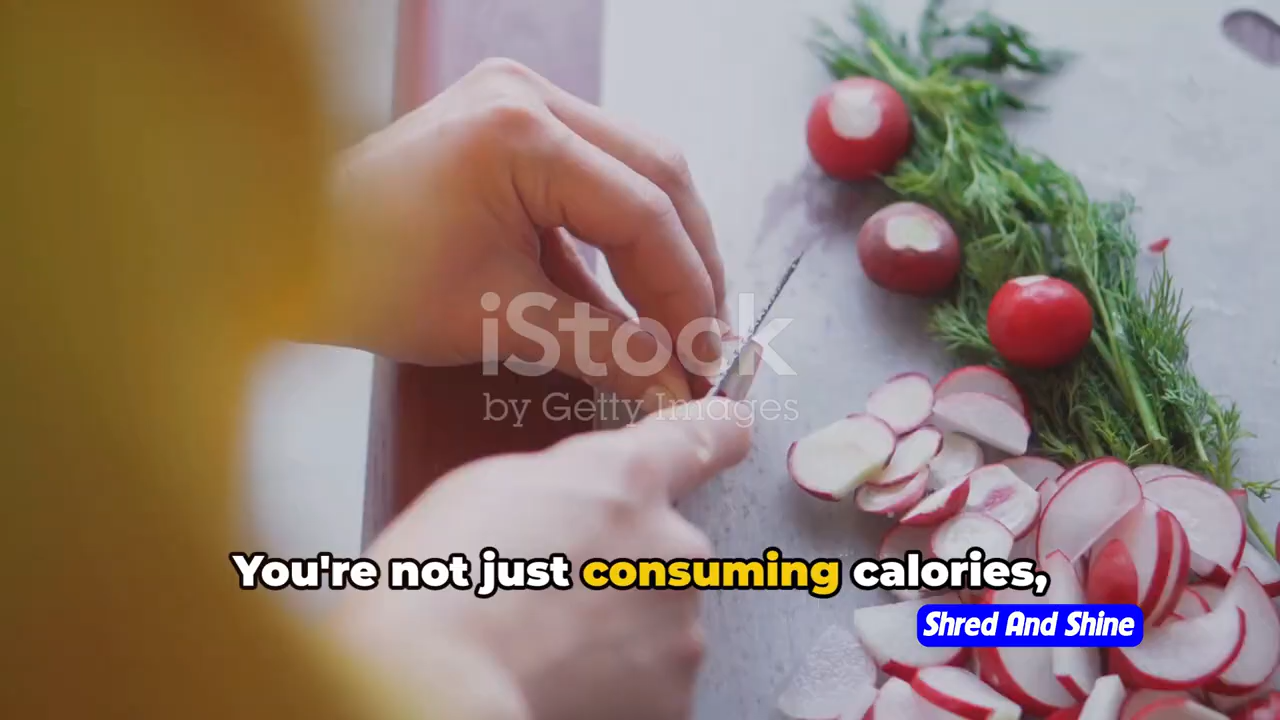 iStock
by Getty Images
You're not just consuming calories,
Shred And Shine